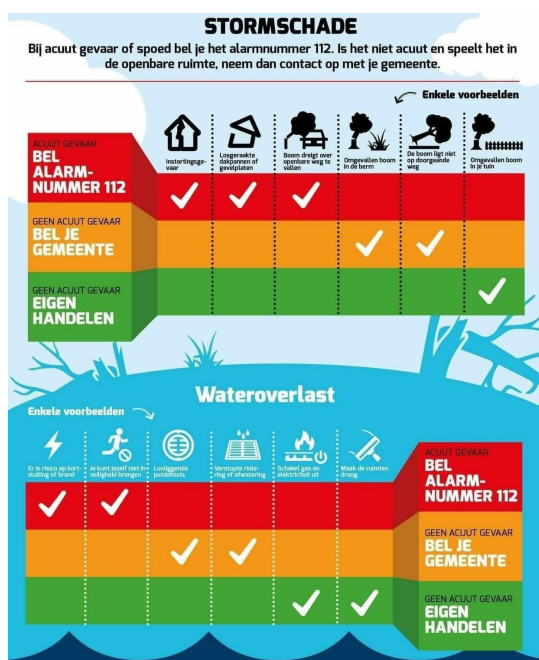 STORMSCHADE
Bij acuut gevaar of spoed bel je het alarmnummer 112. Is het niet acuut en speelt het in
de openbare ruimte, neem dan contact op met je gemeente.
Enkele voorbeelden
Instortingsge-
vaar
Losgeraakte
dakpannen of
gevelplaten
Boom dreigt over
openbare weg te
vallen
Omgevallen boom
in de berm
De boom ligt niet
op doorgaande
weg
Omgevallen boom
in je tuin
ACUUT GEVAAR
BEL
ALARM-
NUMMER 112
GEEN ACUUT GEVAAR
BEL JE
GEMEENTE
GEEN ACUUT GEVAAR
EIGEN
HANDELEN
Wateroverlast
Enkele voorbeelden
Er is risico op kort-
sluiting of brand
Je kunt jezelf niet in
veiligheid brengen
Losliggende
putdeksels
Verstopte riole-
ring of afwatering
Schakel gas en
elektriciteit uit
Maak de ruimten
droog
ACUUT GEVAAR
BEL
ALARM-
NUMMER 112
GEEN ACUUT GEVAAR
BEL JE
GEMEENTE
GEEN ACUUT GEVAAR
EIGEN
HANDELEN